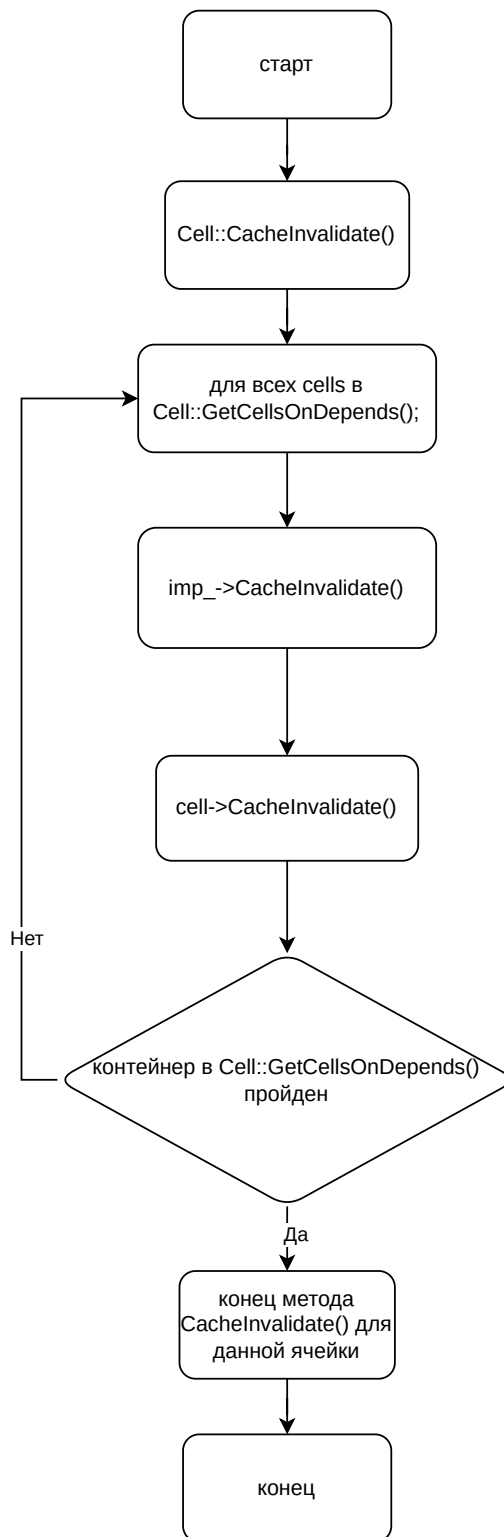 старт
Cell::CacheInvalidate()
для всех cells в
Cell::GetCellsOnDepends();
imp_->CacheInvalidate()
cell->CacheInvalidate()
Нет
контейнер в Cell::GetCellsOnDepends()
пройден
Да
конец метода
CacheInvalidate() для
данной ячейки
конец